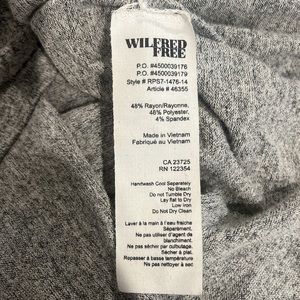 WILFRED
FREE
P.O. #4500039176
P.O. #4500039179
Style # RPS7-1476-14
Article # 46355
48% Rayon/Rayonne,
48% Polyester,
4% Spandex
Made in Vietnam
Fabriqué au Vietnam
CA 23725
RN 122354
Handwash Cool Separately
No Bleach
Do not Tumble Dry
Lay flat to Dry
Low iron
Do Not Dry Clean
Laver à la main à l'eau fraîche
Séparément.
Ne pas utiliser d'agent de
blanchiment.
Ne pas sécher par culbutage.
Sécher à plat.
Repasser à basse température
Ne pas nettoyer à sec